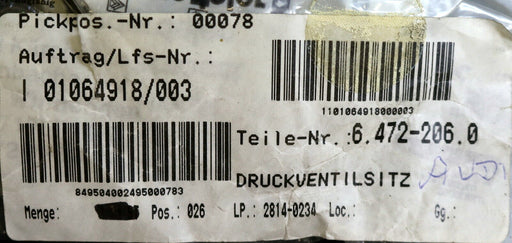 Pickpos.-Nr.: 00078
Auftrag/Lfs-Nr.:
I 01064918/003
1101064918000003
Teile-Nr.:6.472-206.0
849504002495000783
DRUCKVENTILSITZ
Menge: Pos.: 026 LP.: 2814-0234 Loc.: Gg.: